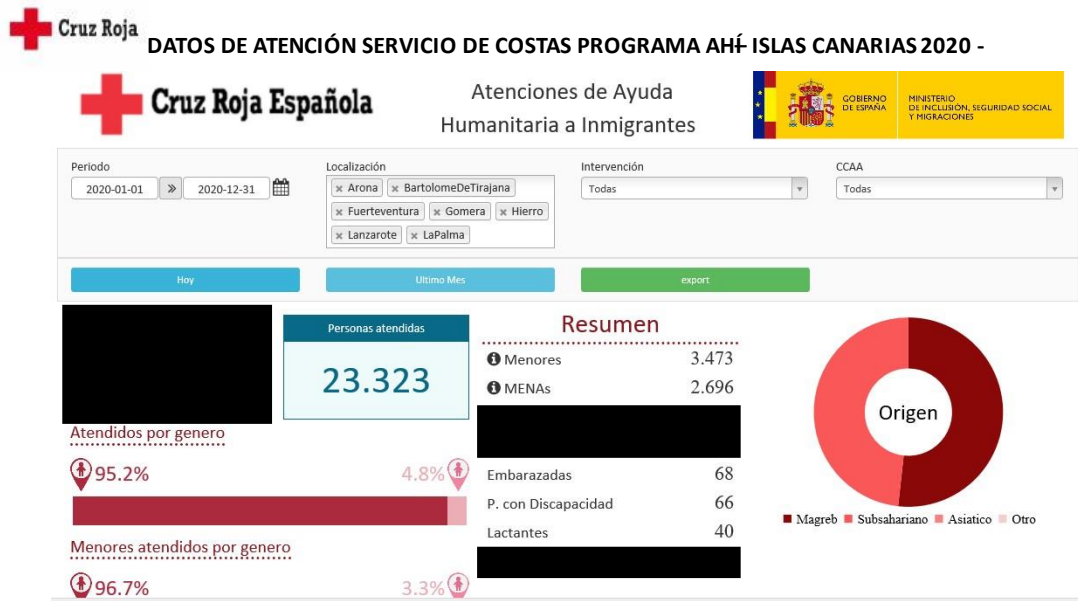 Cruz Roja
DATOS DE ATENCIÓN SERVICIO DE COSTAS PROGRAMA AHÍ- ISLAS CANARIAS 2020 -
Cruz Roja Española
Atenciones de Ayuda
Humanitaria a Inmigrantes
GOBIERNO
DE ESPAÑA
MINISTERIO
DE INCLUSIÓN, SEGURIDAD SOCIAL
Y MIGRACIONES
Periodo
2020-01-01 » 2020-12-31
Localización
× Arona × BartolomeDeTirajana
× Fuerteventura × Gomera × Hierro
× Lanzarote × LaPalma
Intervención
Todas
CCAA
Todas
Hoy
Ultimo Mes
export
Personas atendidas
23.323
Atendidos por genero
95.2% 4.8%
Menores atendidos por genero
96.7% 3.3%
Resumen
Menores 3.473
MENAs 2.696
Embarazadas 68
P. con Discapacidad 66
Lactantes 40
Origen
Magreb Subsahariano Asiatico Otro